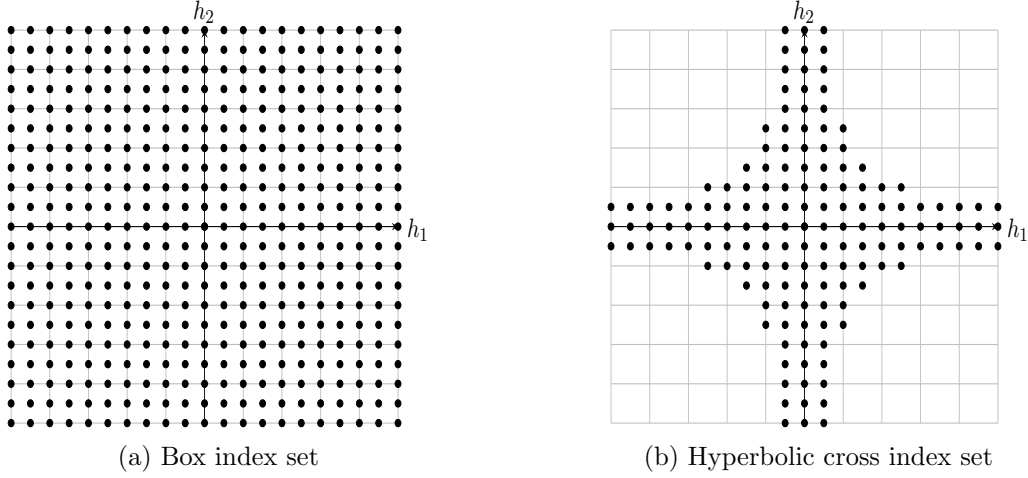 h₂
h₁
(a) Box index set
h₂
h₁
(b) Hyperbolic cross index set